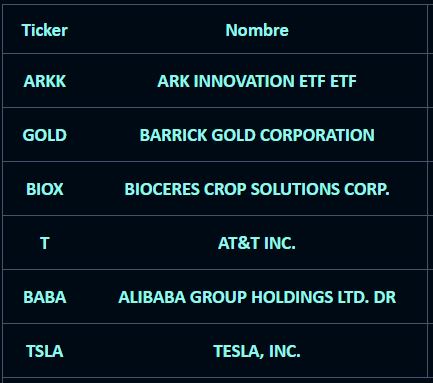 Ticker Nombre
ARKK ARK INNOVATION ETF ETF
GOLD BARRICK GOLD CORPORATION
BIOX BIOCERES CROP SOLUTIONS CORP.
T AT&T INC.
BABA ALIBABA GROUP HOLDINGS LTD. DR
TSLA TESLA, INC.